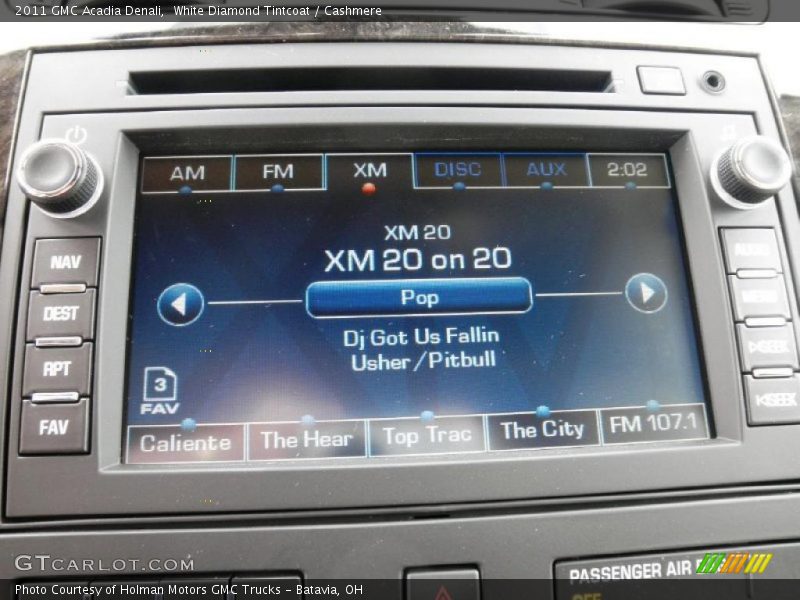 2011 GMC Acadia Denali, White Diamond Tintcoat / Cashmere
AM FM XM DISC AUX 2:02
XM 20
XM 20 on 20
Pop
Dj Got Us Fallin
Usher/Pitbull
3
FAV
Caliente The Hear Top Trac The City FM 107.1
NAV
DEST
RPT
FAV
AUDIO
MENU
SEEK
SEEK
GTCARLOT.COM
PASSENGER AIR
OFF
Photo Courtesy of Holman Motors GMC Trucks - Batavia, OH